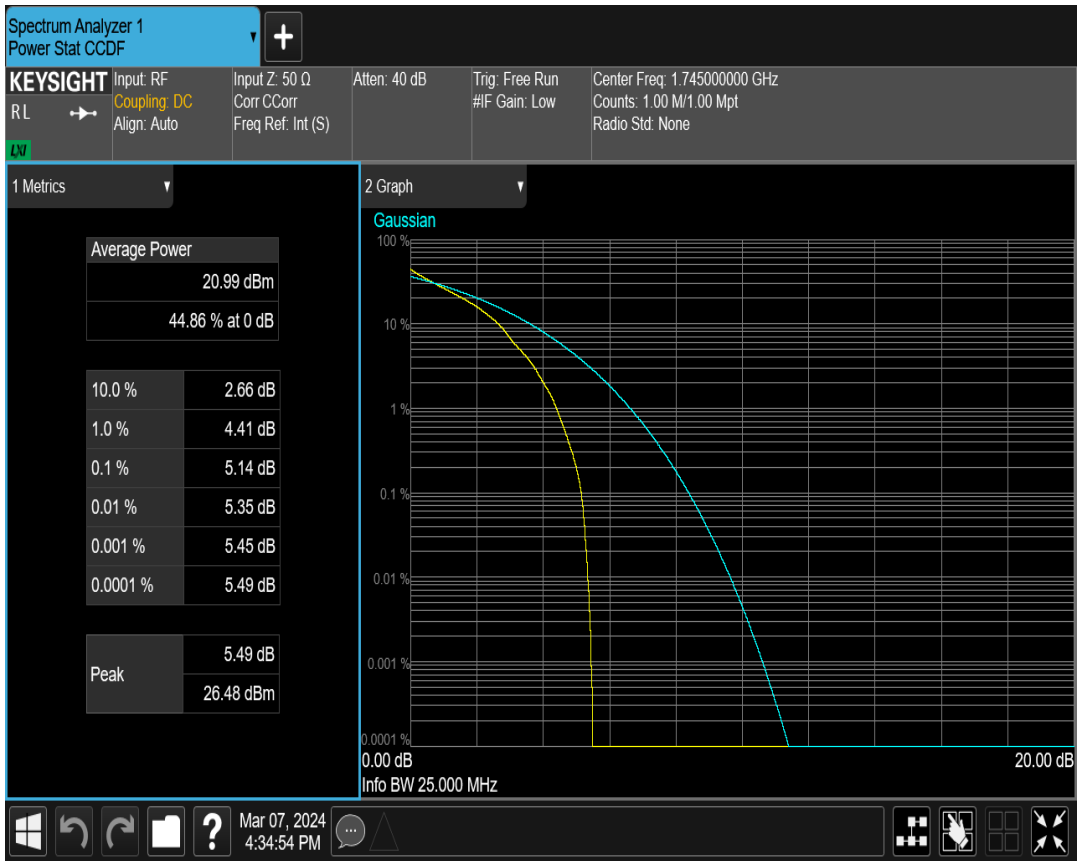 Spectrum Analyzer 1
Power Stat CCDF
+
KEYSIGHT
RL
LXI
Input: RF
Coupling: DC
Align: Auto
Input Z: 50 Ω
Corr CCorr
Freq Ref: Int (S)
Atten: 40 dB
Trig: Free Run
#IF Gain: Low
Center Freq: 1.745000000 GHz
Counts: 1.00 M/1.00 Mpt
Radio Std: None
1 Metrics
Average Power
20.99 dBm
44.86 % at 0 dB
10.0 % 2.66 dB
1.0 % 4.41 dB
0.1 % 5.14 dB
0.01 % 5.35 dB
0.001 % 5.45 dB
0.0001 % 5.49 dB
Peak
5.49 dB
26.48 dBm
2 Graph
Gaussian
100 %
10 %
1 %
0.1 %
0.01 %
0.001 %
0.0001 %
0.00 dB 20.00 dB
Info BW 25.000 MHz
?
Mar 07, 2024
4:34:54 PM